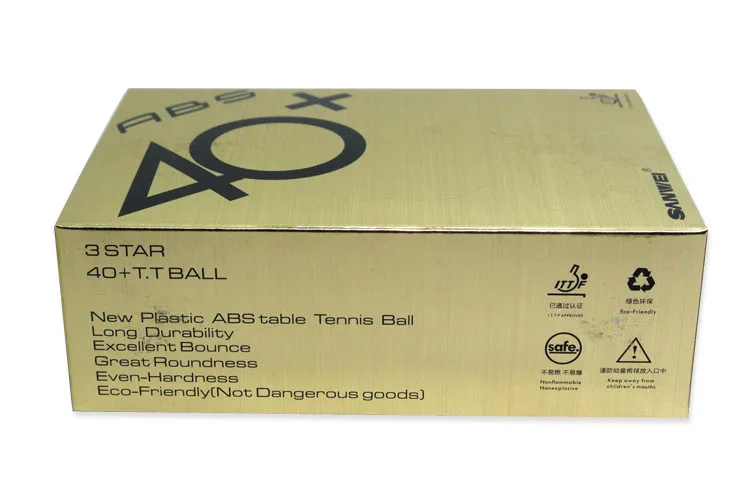 ABS
40+
SANWEI®
3 STAR
40+T.T BALL
New Plastic ABS table Tennis Ball
Long Durability
Excellent Bounce
Great Roundness
Even-Hardness
Eco-Friendly(Not Dangerous goods)
ITTF
已通过认证
I.T.T.F APPROVED
绿色环保
Eco-Friendly
safe.
不易燃 不易爆
Nonflammable
Nonexplosive
谨防幼童将球放入口中
Keep away from
children's mouths